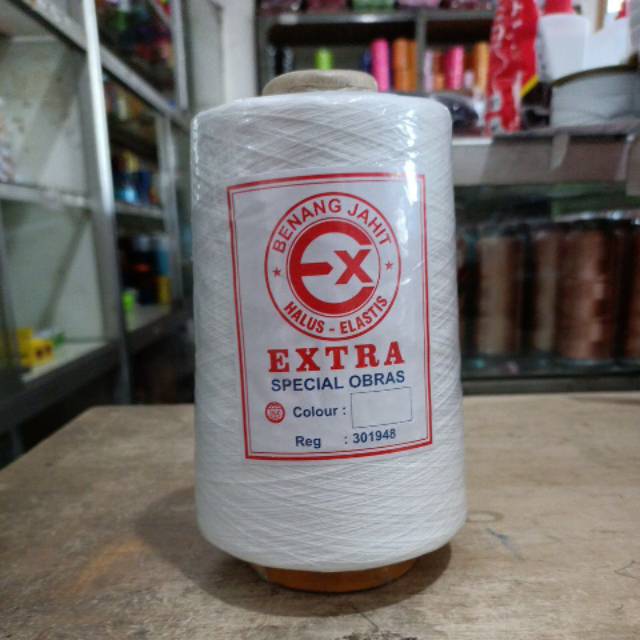 BENANG JAHIT
EX
HALUS - ELASTIS
EXTRA
SPECIAL OBRAS
Colour :
Reg : 301948